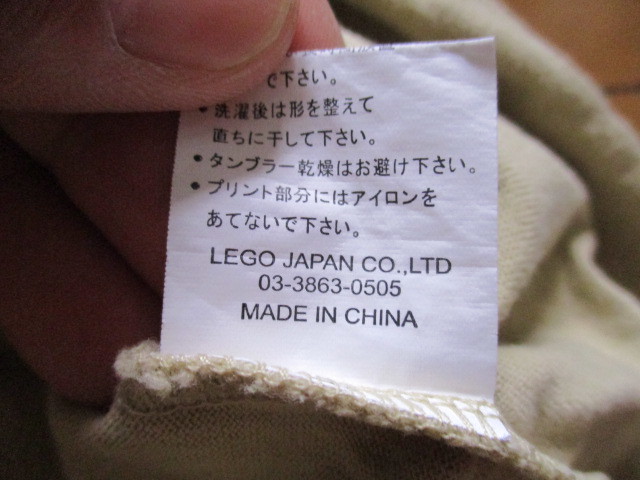 で下さい。
・洗濯後は形を整えて
直ちに干して下さい。
・タンブラー乾燥はお避け下さい。
・プリント部分にはアイロンを
あてないで下さい。
LEGO JAPAN CO.,LTD
03-3863-0505
MADE IN CHINA